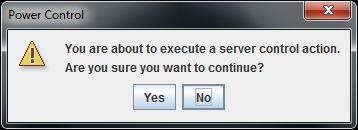 Power Control
You are about to execute a server control action.
Are you sure you want to continue?
Yes No